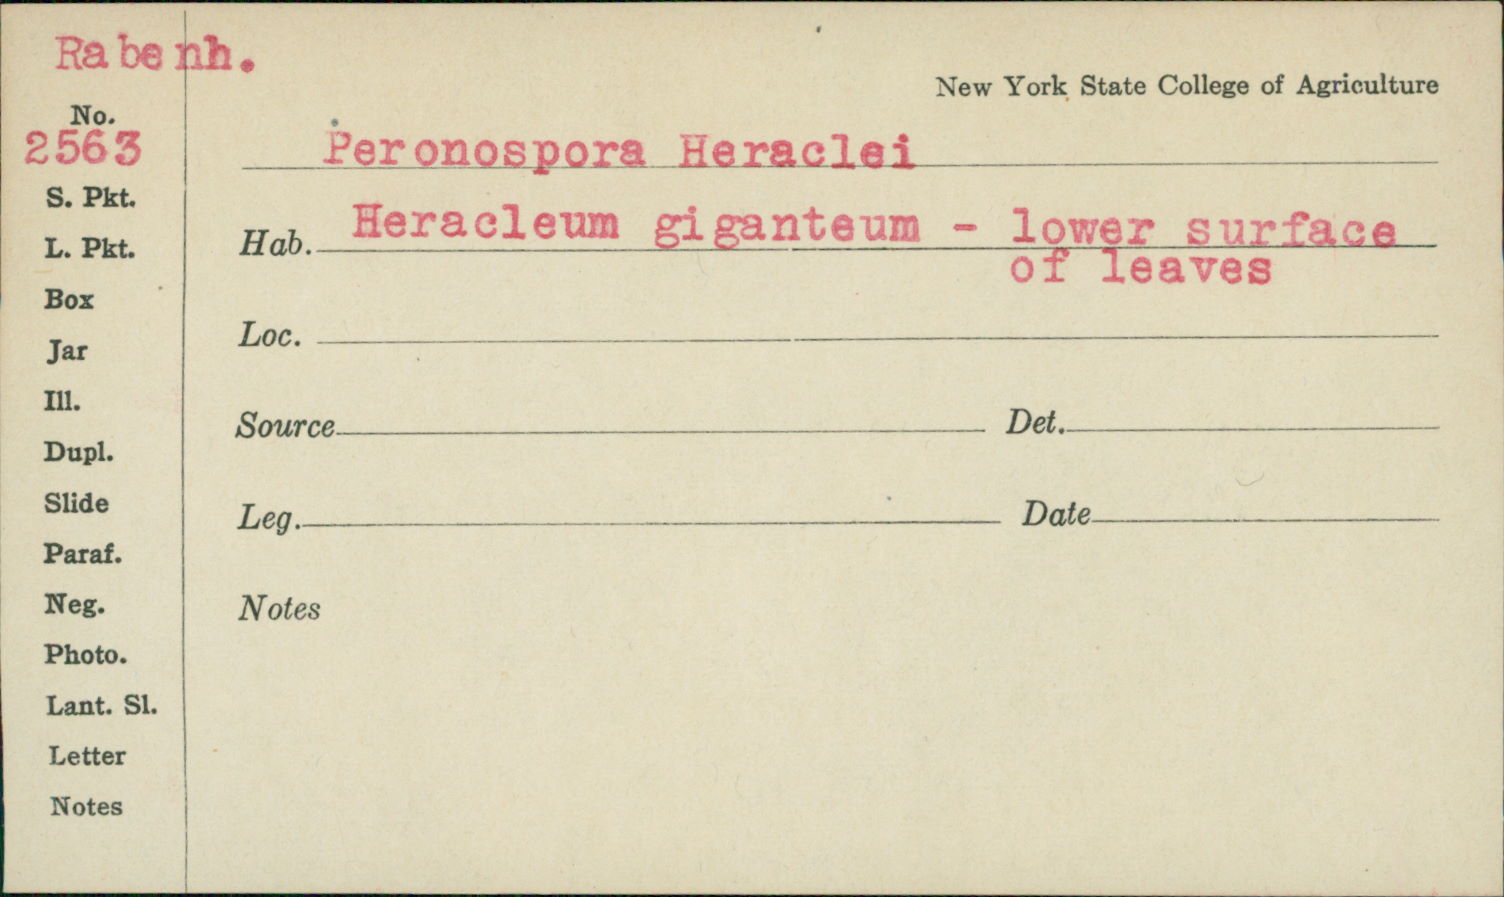 Rabenh.
New York State College of Agriculture
No.
2563
Peronospora Heraclei
S. Pkt.
Hab. Heracleum giganteum - lower surface
of leaves
L. Pkt.
Box
Loc.
Jar
Ill.
Source Det.
Dupl.
Slide
Leg. Date
Paraf.
Neg.
Notes
Photo.
Lant. Sl.
Letter
Notes